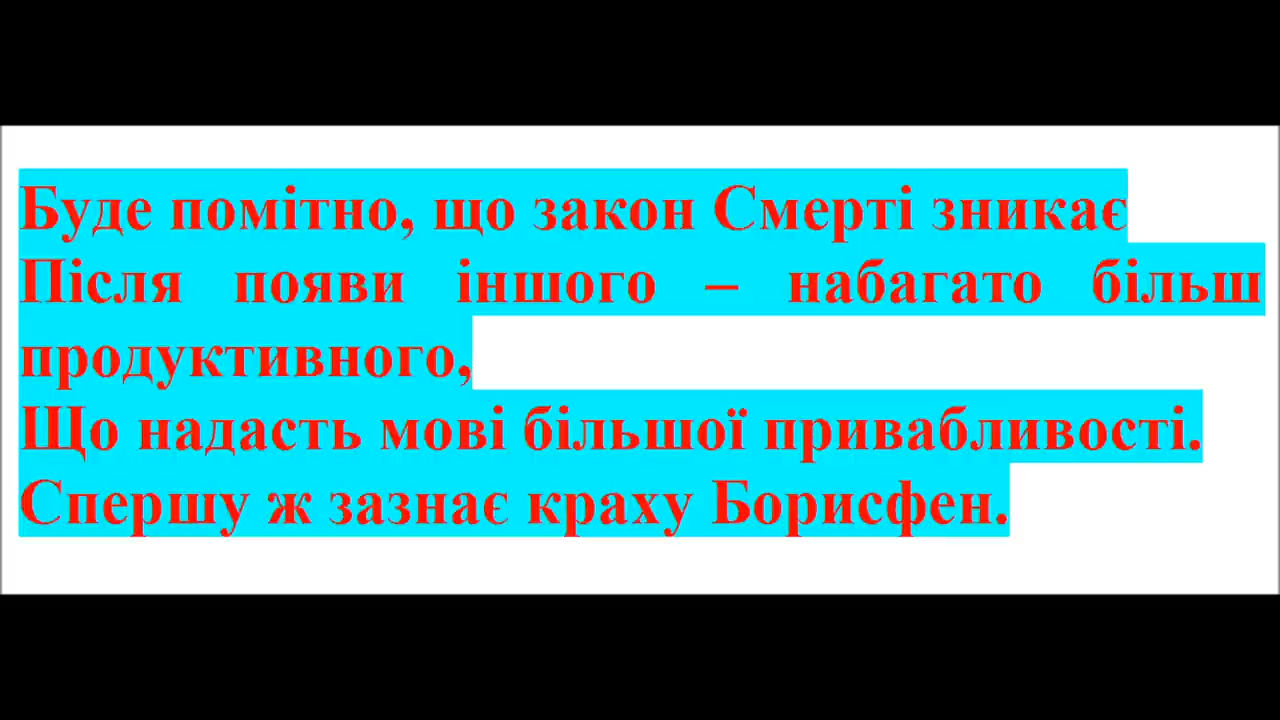 Буде помітно, що закон Смерті зникає
Після появи іншого – набагато більш
продуктивного,
Що надасть мові більшої привабливості.
Спершу ж зазнає краху Борисфен.